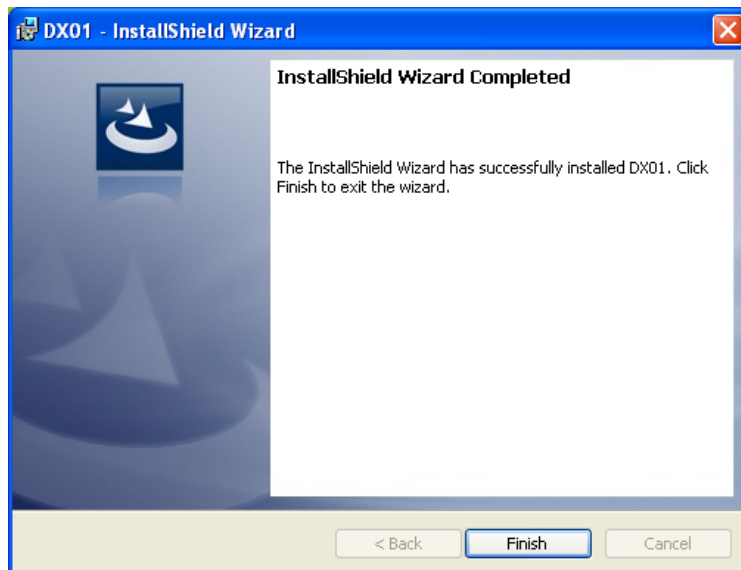 DX01 - InstallShield Wizard
InstallShield Wizard Completed
The InstallShield Wizard has successfully installed DX01. Click
Finish to exit the wizard.
< Back
Finish
Cancel